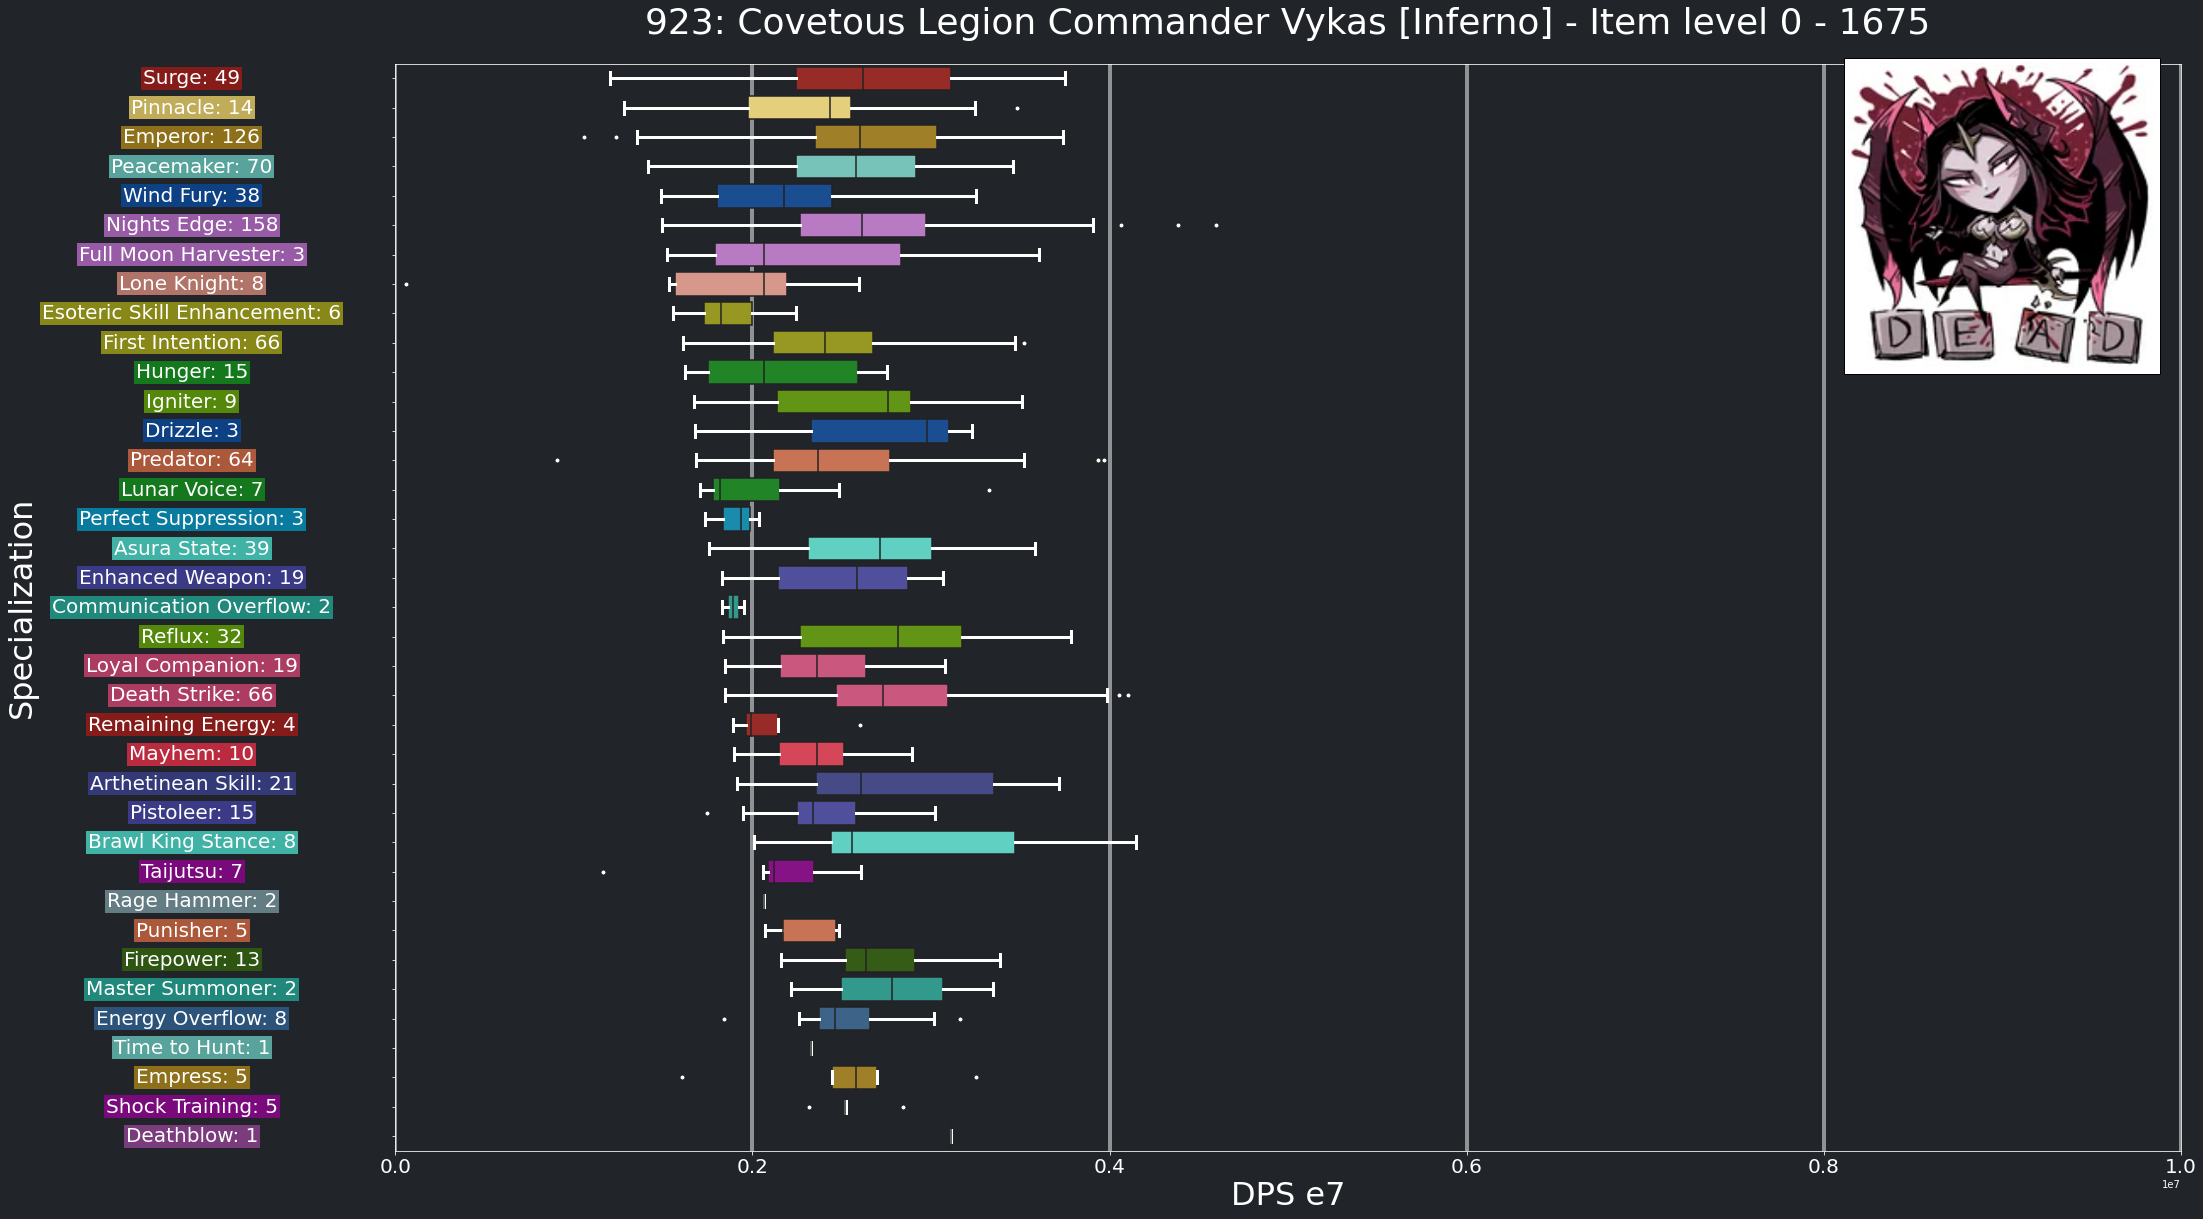 923: Covetous Legion Commander Vykas [Inferno] - Item level 0 - 1675
Specialization
Surge: 49
Pinnacle: 14
Emperor: 126
Peacemaker: 70
Wind Fury: 38
Nights Edge: 158
Full Moon Harvester: 3
Lone Knight: 8
Esoteric Skill Enhancement: 6
First Intention: 66
Hunger: 15
Igniter: 9
Drizzle: 3
Predator: 64
Lunar Voice: 7
Perfect Suppression: 3
Asura State: 39
Enhanced Weapon: 19
Communication Overflow: 2
Reflux: 32
Loyal Companion: 19
Death Strike: 66
Remaining Energy: 4
Mayhem: 10
Arthetinean Skill: 21
Pistoleer: 15
Brawl King Stance: 8
Taijutsu: 7
Rage Hammer: 2
Punisher: 5
Firepower: 13
Master Summoner: 2
Energy Overflow: 8
Time to Hunt: 1
Empress: 5
Shock Training: 5
Deathblow: 1
DEAD
0.0 0.2 0.4 0.6 0.8 1.0
1e7
DPS e7